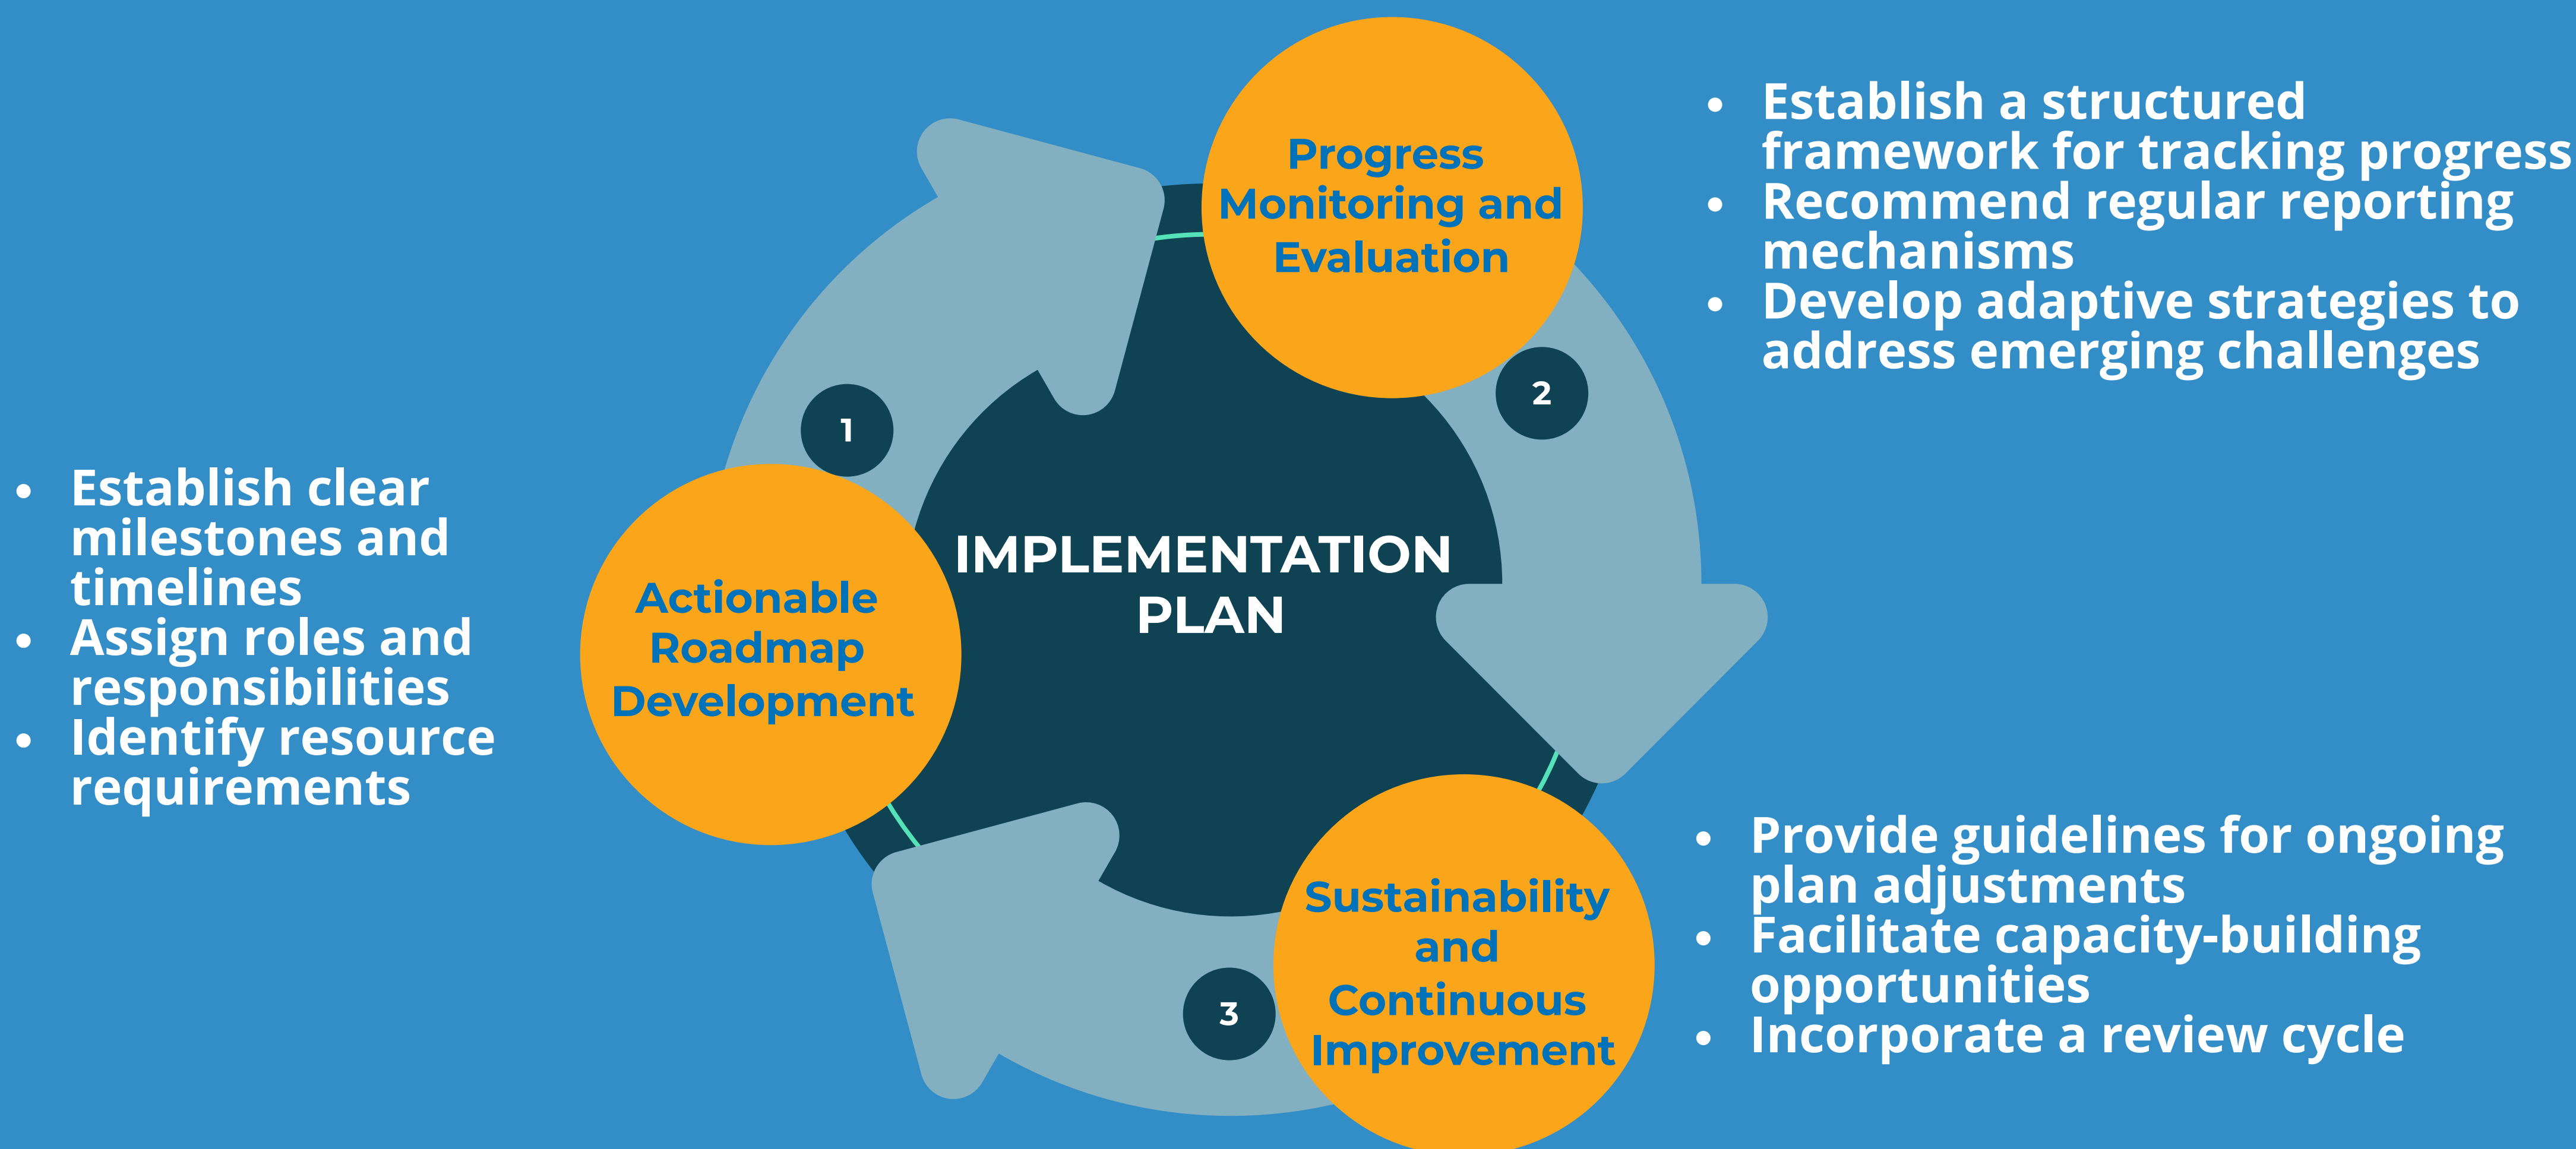 IMPLEMENTATION
PLAN
1
Actionable
Roadmap
Development
• Establish clear
milestones and
timelines
• Assign roles and
responsibilities
• Identify resource
requirements
2
Progress
Monitoring and
Evaluation
• Establish a structured
framework for tracking progress
• Recommend regular reporting
mechanisms
• Develop adaptive strategies to
address emerging challenges
3
Sustainability
and
Continuous
Improvement
• Provide guidelines for ongoing
plan adjustments
• Facilitate capacity-building
opportunities
• Incorporate a review cycle